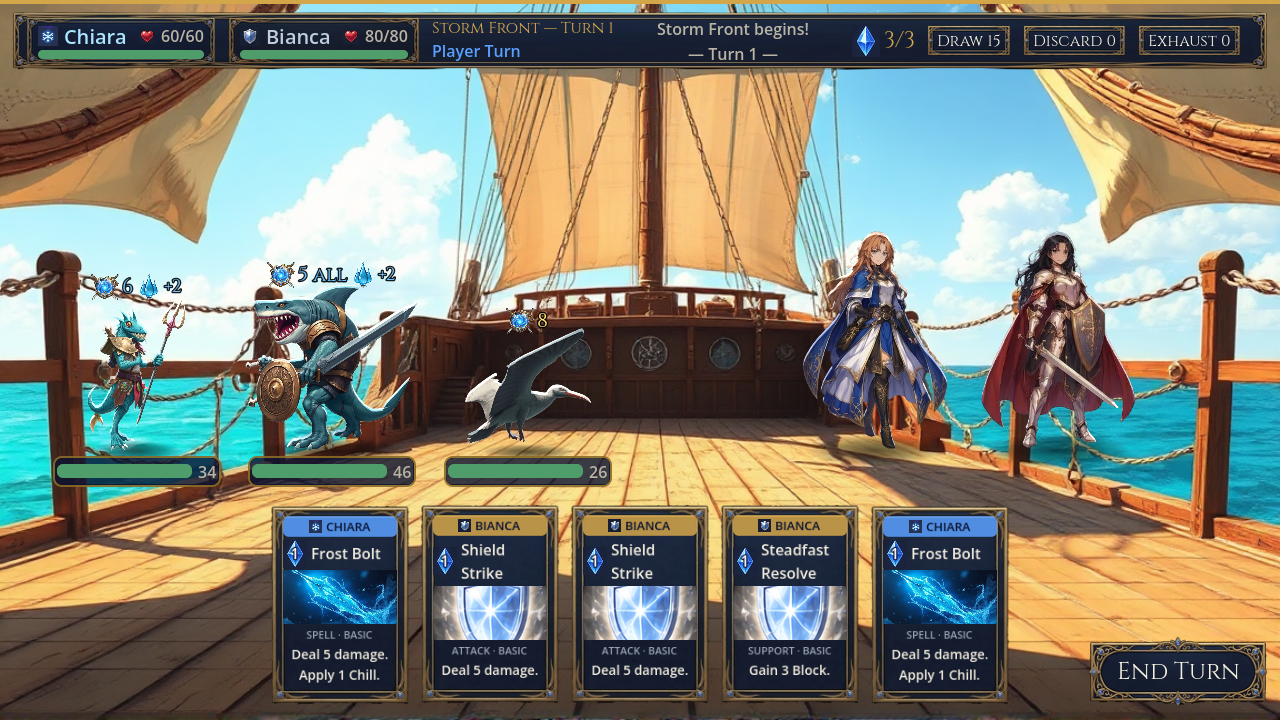 Chiara 60/60
Bianca 80/80
STORM FRONT — TURN 1
Player Turn
Storm Front begins!
— Turn 1 —
3/3
DRAW 15
DISCARD 0
EXHAUST 0
6 +2
5 ALL +2
8
34
46
26
CHIARA
1 Frost Bolt
SPELL · BASIC
Deal 5 damage.
Apply 1 Chill.
BIANCA
1 Shield
Strike
ATTACK · BASIC
Deal 5 damage.
BIANCA
1 Shield
Strike
ATTACK · BASIC
Deal 5 damage.
BIANCA
1 Steadfast
Resolve
SUPPORT · BASIC
Gain 3 Block.
CHIARA
1 Frost Bolt
SPELL · BASIC
Deal 5 damage.
Apply 1 Chill.
END TURN